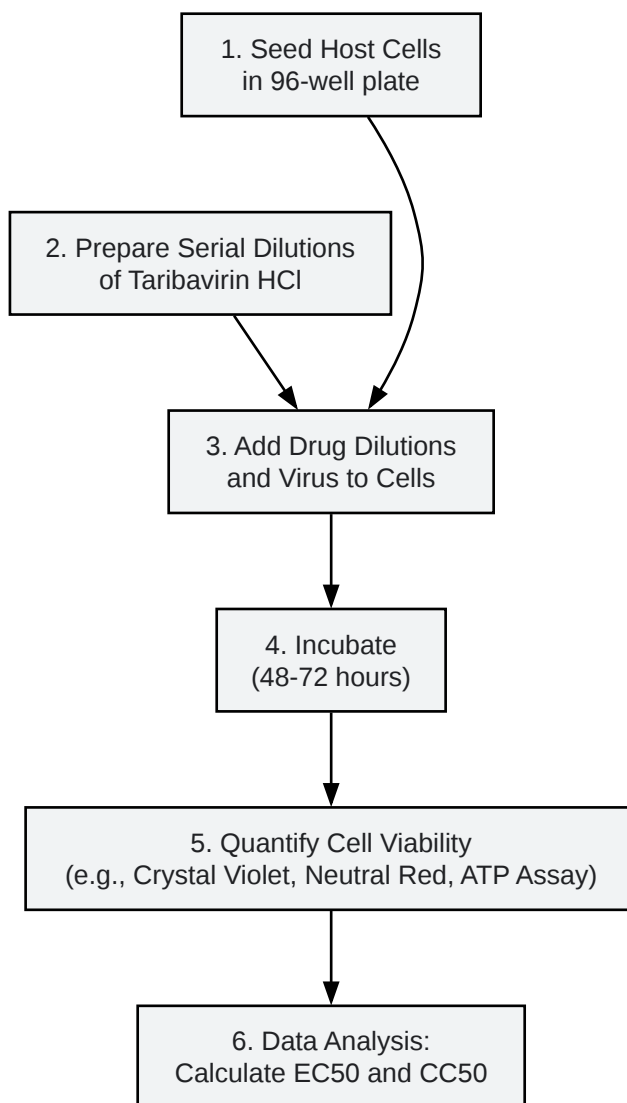 1. Seed Host Cells
in 96-well plate
2. Prepare Serial Dilutions
of Taribavirin HCl
3. Add Drug Dilutions
and Virus to Cells
4. Incubate
(48-72 hours)
5. Quantify Cell Viability
(e.g., Crystal Violet, Neutral Red, ATP Assay)
6. Data Analysis:
Calculate EC50 and CC50